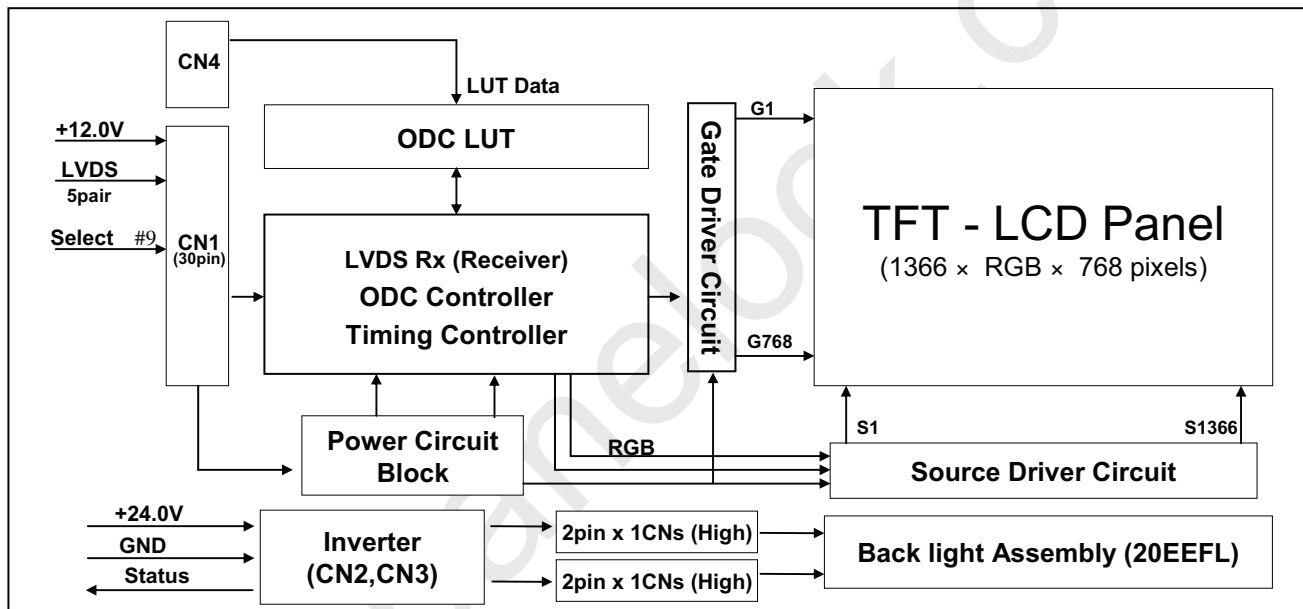 CN4
LUT Data
+12.0V
LVDS
5pair
Select #9
CN1
(30pin)
ODC LUT
LVDS Rx (Receiver)
ODC Controller
Timing Controller
Gate Driver Circuit
G1
G768
TFT - LCD Panel
(1366 × RGB × 768 pixels)
S1
S1366
Power Circuit
Block
RGB
Source Driver Circuit
+24.0V
GND
Status
Inverter
(CN2,CN3)
2pin x 1CNs (High)
2pin x 1CNs (High)
Back light Assembly (20EEFL)